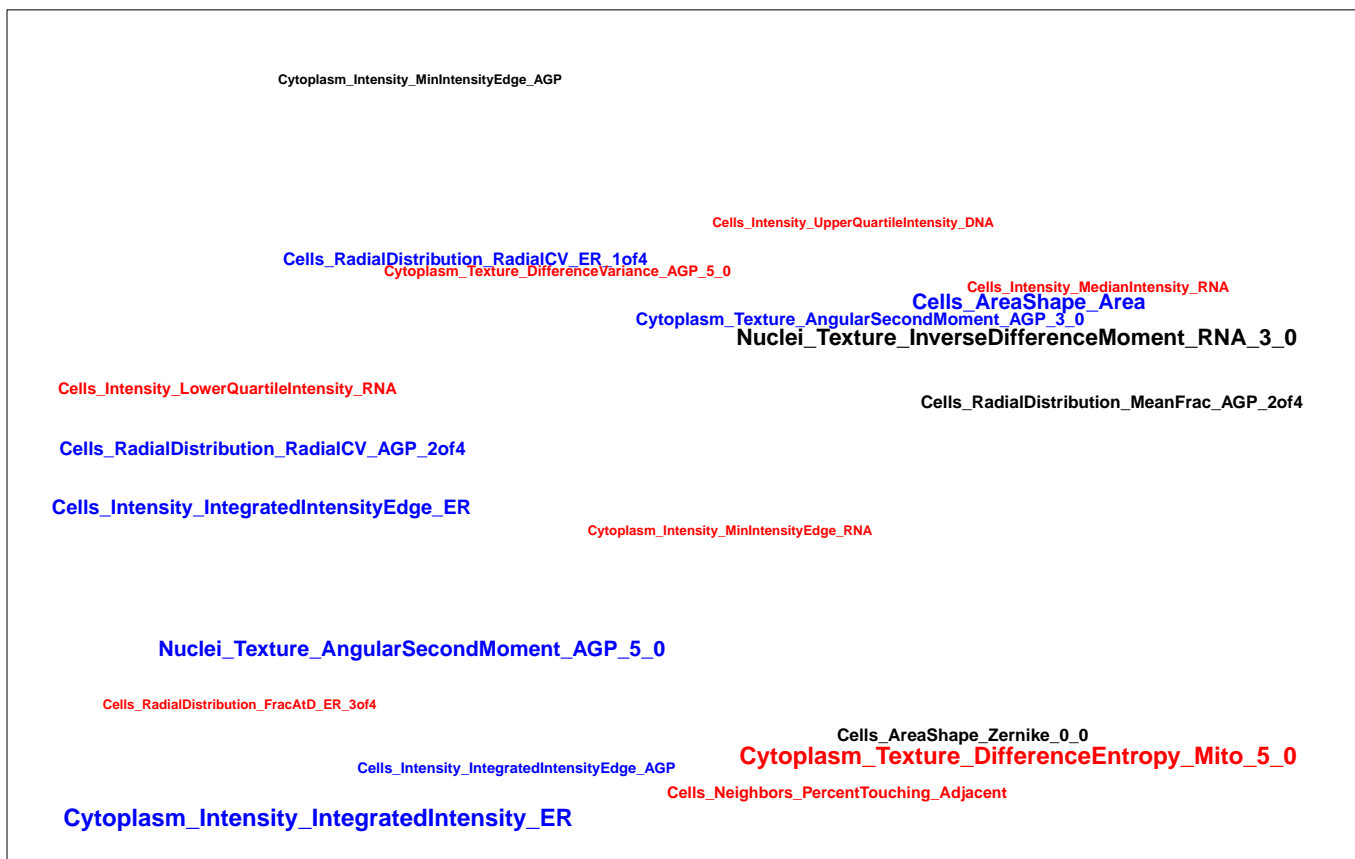 Cytoplasm_Intensity_MinIntensityEdge_AGP
Cells_Intensity_UpperQuartileIntensity_DNA
Cells_RadialDistribution_RadialCV_ER_1of4
Cytoplasm_Texture_DifferenceVariance_AGP_5_0
Cells_Intensity_MedianIntensity_RNA
Cells_AreaShape_Area
Cytoplasm_Texture_AngularSecondMoment_AGP_3_0
Nuclei_Texture_InverseDifferenceMoment_RNA_3_0
Cells_Intensity_LowerQuartileIntensity_RNA
Cells_RadialDistribution_MeanFrac_AGP_2of4
Cells_RadialDistribution_RadialCV_AGP_2of4
Cells_Intensity_IntegratedIntensityEdge_ER
Cytoplasm_Intensity_MinIntensityEdge_RNA
Nuclei_Texture_AngularSecondMoment_AGP_5_0
Cells_RadialDistribution_FracAtD_ER_3of4
Cells_AreaShape_Zernike_0_0
Cytoplasm_Texture_DifferenceEntropy_Mito_5_0
Cells_Intensity_IntegratedIntensityEdge_AGP
Cells_Neighbors_PercentTouching_Adjacent
Cytoplasm_Intensity_IntegratedIntensity_ER